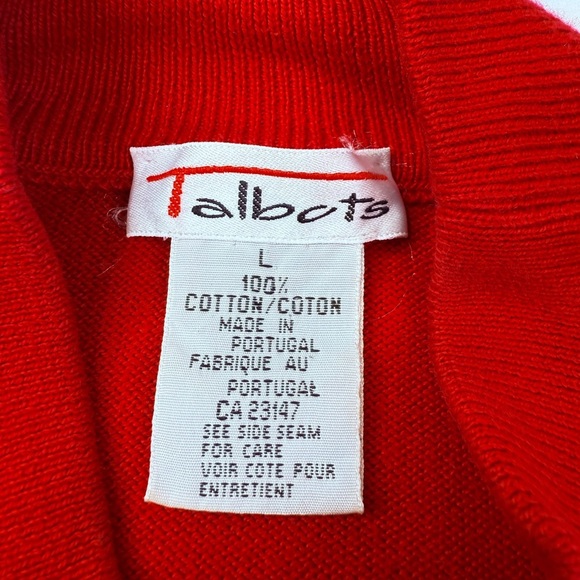 Talbots
L
100%
COTTON/COTON
MADE IN
PORTUGAL
FABRIQUE AU
PORTUGAL
CA 23147
SEE SIDE SEAM
FOR CARE
VOIR COTE POUR
ENTRETIENT